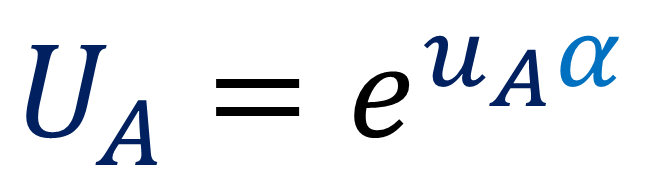 U_A = e^{u_A α}